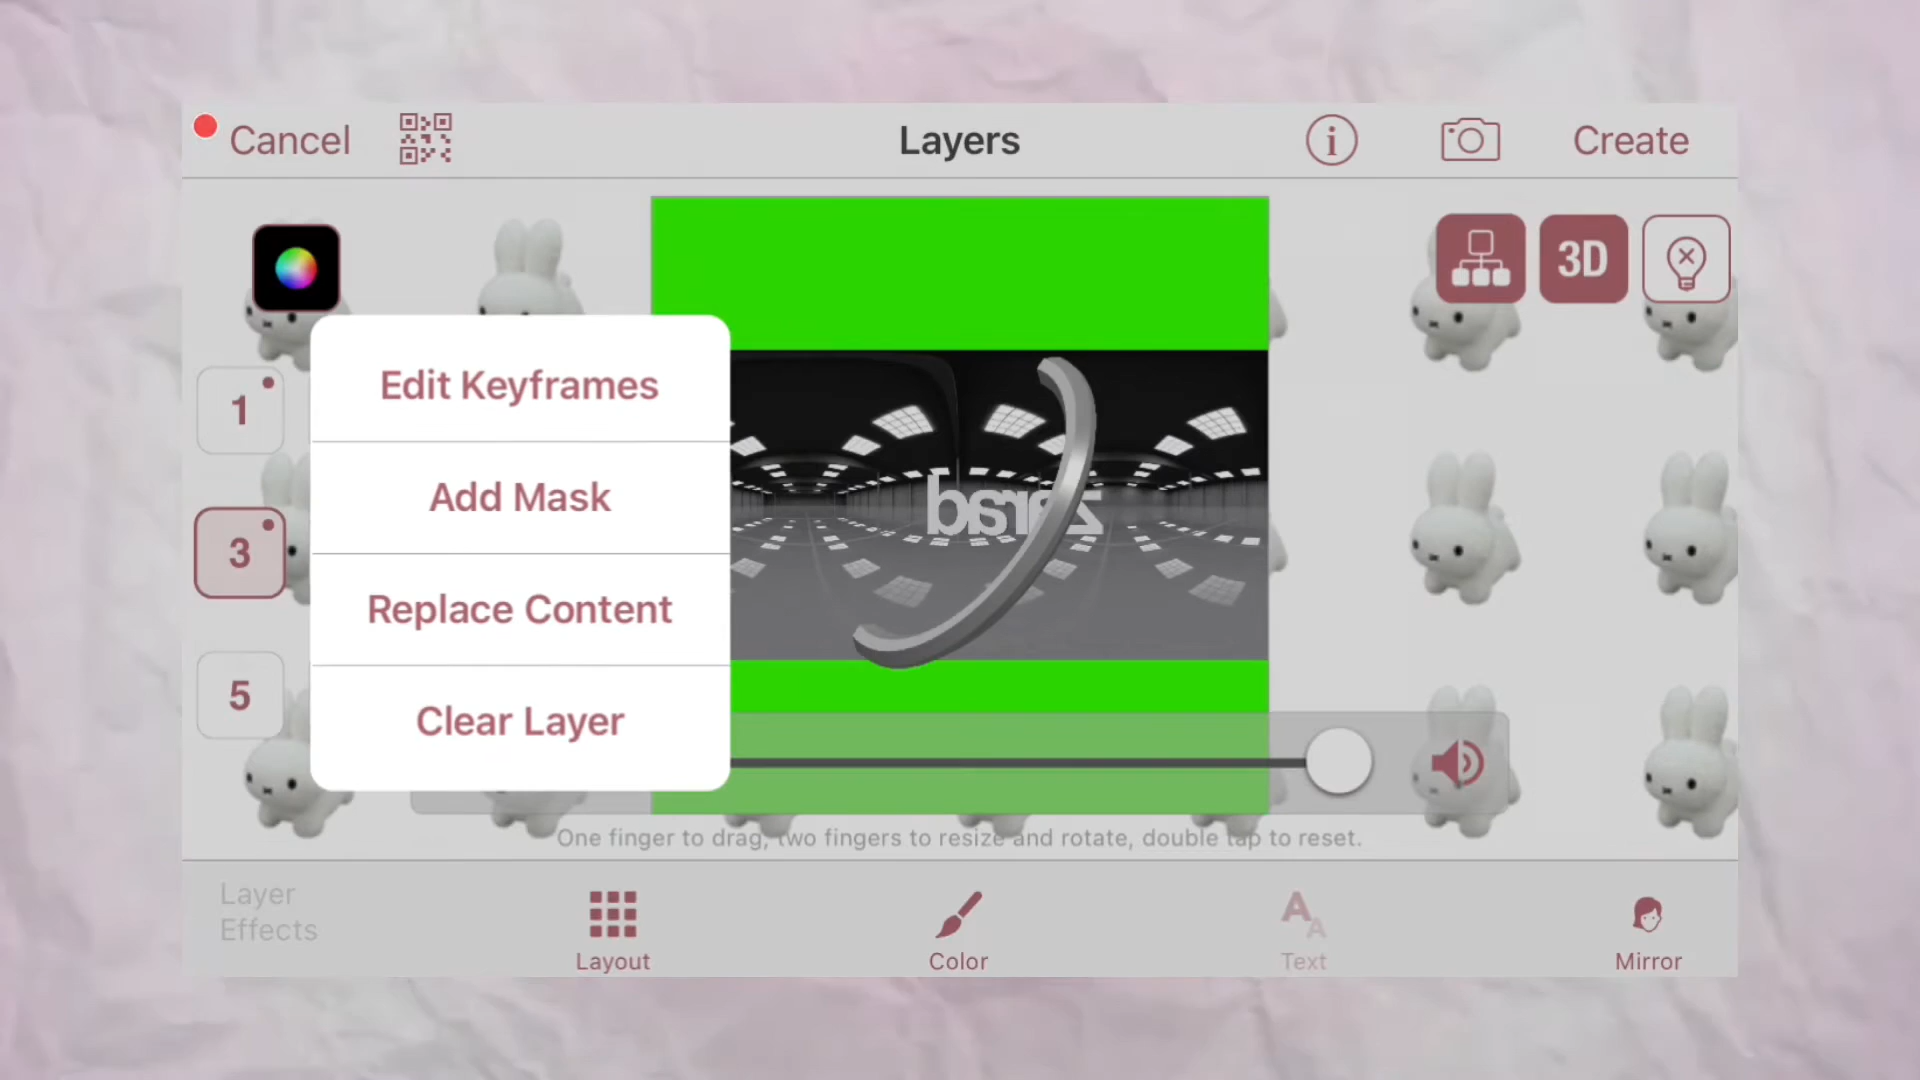 Cancel
Layers
Create
3D
Edit Keyframes
1
Add Mask
3
Replace Content
5
Clear Layer
One finger to drag, two fingers to resize and rotate, double tap to reset.
Layer
Effects
Layout
Color
Text
Mirror